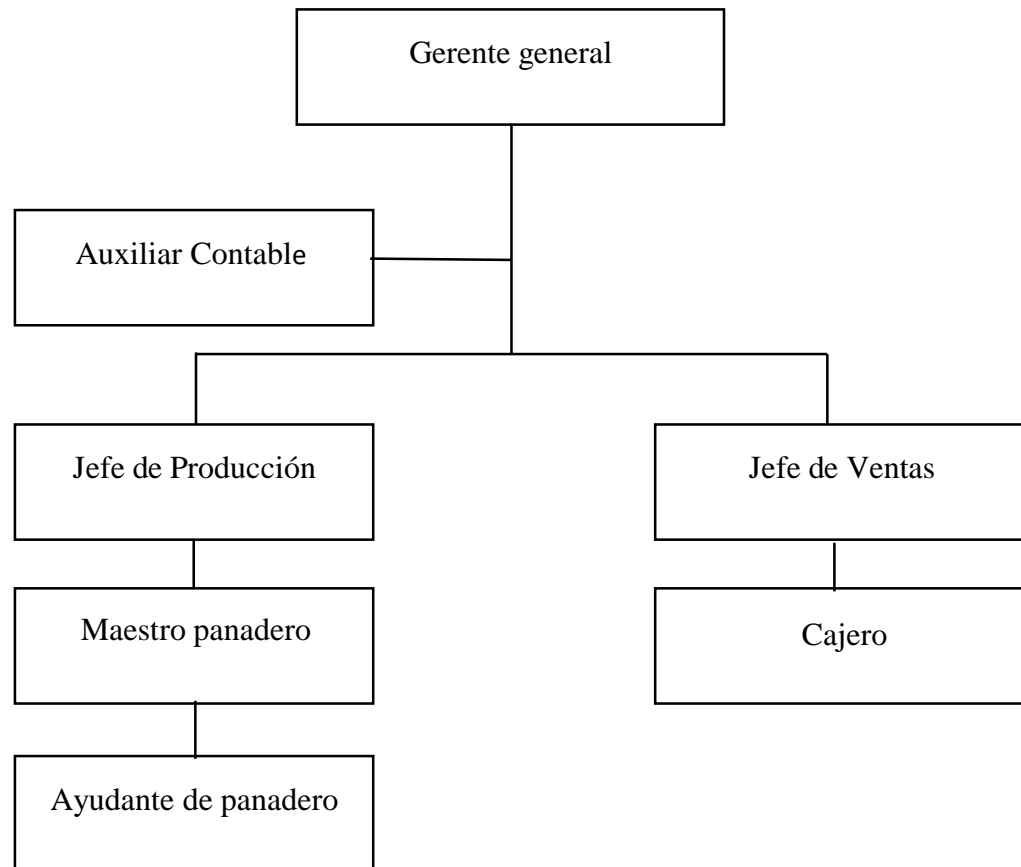 Gerente general
Auxiliar Contable
Jefe de Producción
Jefe de Ventas
Maestro panadero
Cajero
Ayudante de panadero